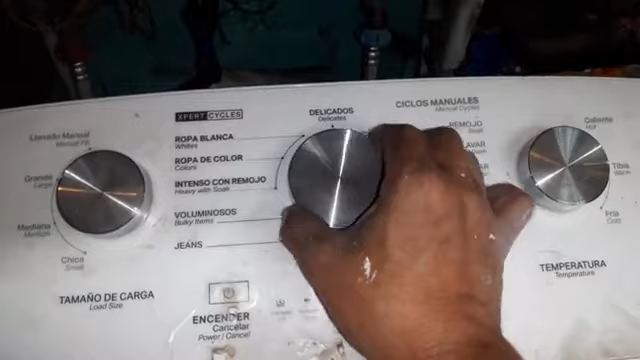 Llenado Manual
Manual Fill
Grande
Large
Mediana
Medium
Chica
Small
TAMAÑO DE CARGA
Load Size
XPERT CYCLES
ROPA BLANCA
Whites
ROPA DE COLOR
Colors
INTENSO CON REMOJO
Heavy with Soak
VOLUMINOSOS
Bulky Items
JEANS
DELICADOS
Delicates
CICLOS MANUALES
Manual Cycles
REMOJO
Soak
LAVAR
ENCENDER
Cancelar
Power / Cancel
Caliente
Hot
Tibia
Warm
Fría
Cold
TEMPERATURA
Temperature